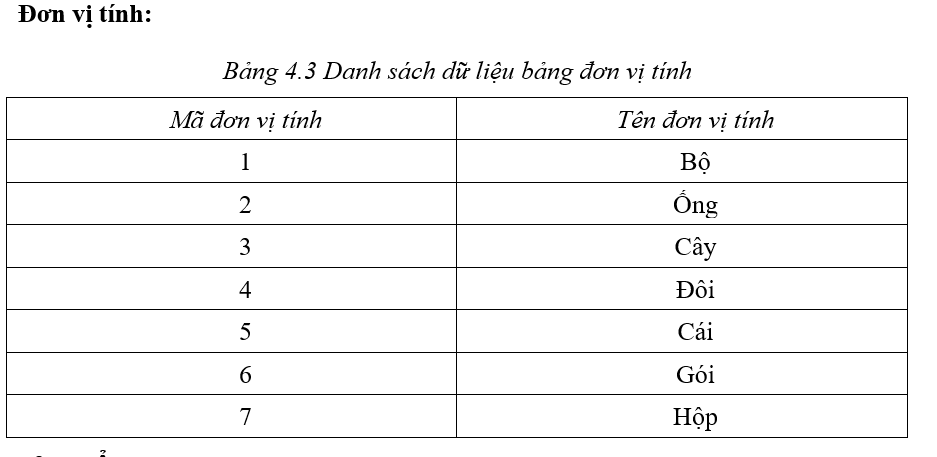 Đơn vị tính:
Bảng 4.3 Danh sách dữ liệu bảng đơn vị tính
Mã đơn vị tính Tên đơn vị tính
1 Bộ
2 Ống
3 Cây
4 Đôi
5 Cái
6 Gói
7 Hộp